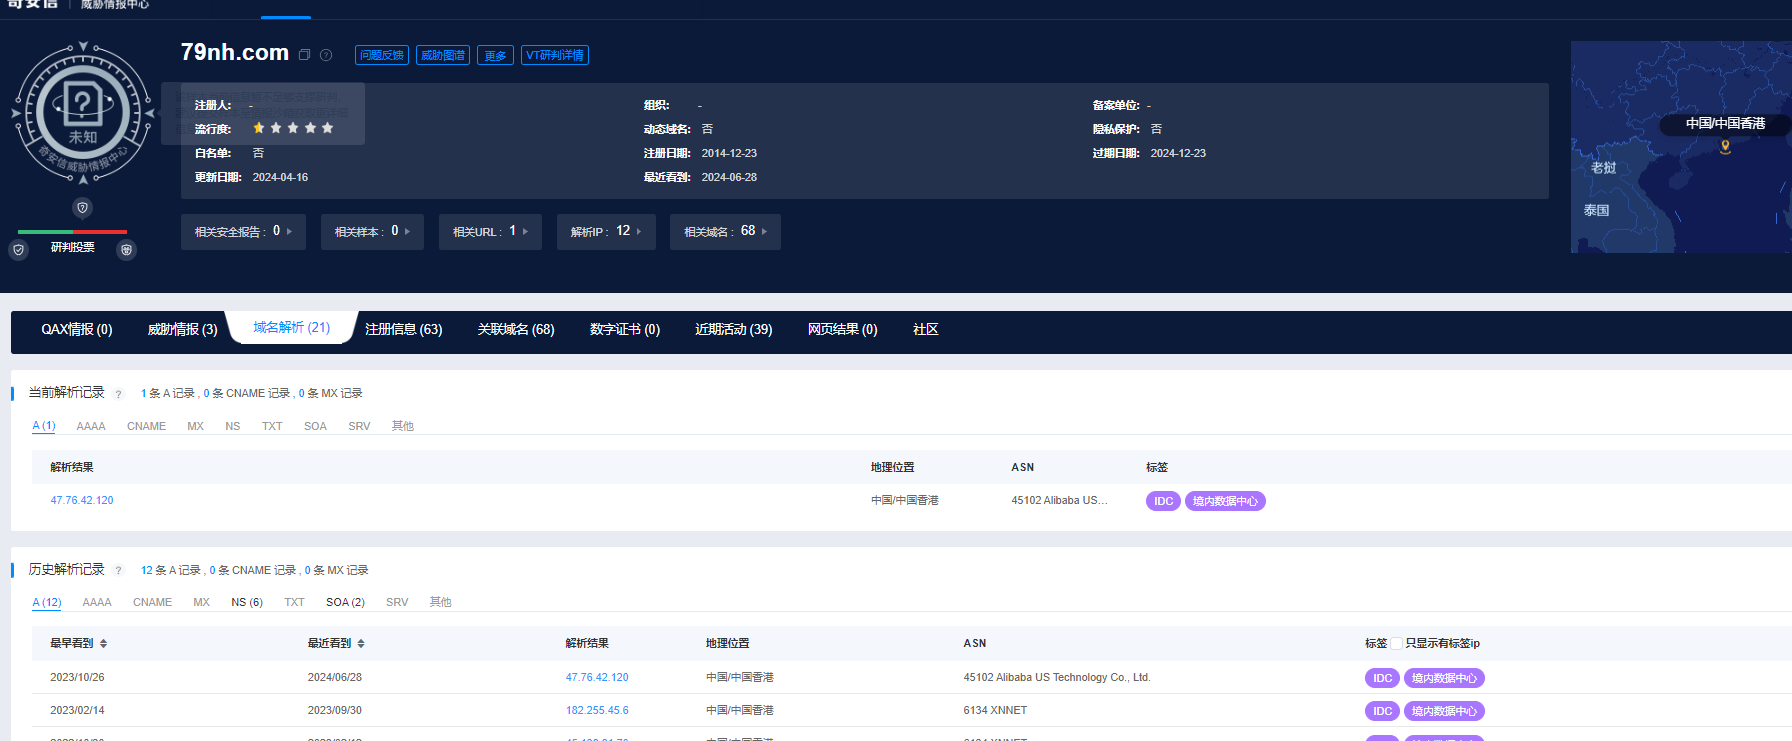 奇安信 | 威胁情报中心
79nh.com ? 问题反馈 威胁图谱 更多 VT研判详情
未知
奇安信威胁情报中心
注册人: - 组织: - 备案单位: -
流行度: 动态域名: 否 隐私保护: 否
白名单: 否 注册日期: 2014-12-23 过期日期: 2024-12-23
更新日期: 2024-04-16 最近看到: 2024-06-28
中国/中国香港
老挝
泰国
研判投票
相关安全报告: 0 相关样本: 0 相关URL: 1 解析IP: 12 相关域名: 68
QAX情报 (0) 威胁情报 (3) 域名解析 (21) 注册信息 (63) 关联域名 (68) 数字证书 (0) 近期活动 (39) 网页结果 (0) 社区
当前解析记录 ? 1 条 A 记录 , 0 条 CNAME 记录 , 0 条 MX 记录
A (1) AAAA CNAME MX NS TXT SOA SRV 其他
解析结果 地理位置 ASN 标签
47.76.42.120 中国/中国香港 45102 Alibaba US... IDC 境内数据中心
历史解析记录 ? 12 条 A 记录 , 0 条 CNAME 记录 , 0 条 MX 记录
A (12) AAAA CNAME MX NS (6) TXT SOA (2) SRV 其他
最早看到 最近看到 解析结果 地理位置 ASN 标签 只显示有标签ip
2023/10/26 2024/06/28 47.76.42.120 中国/中国香港 45102 Alibaba US Technology Co., Ltd. IDC 境内数据中心
2023/02/14 2023/09/30 182.255.45.6 中国/中国香港 6134 XNNET IDC 境内数据中心